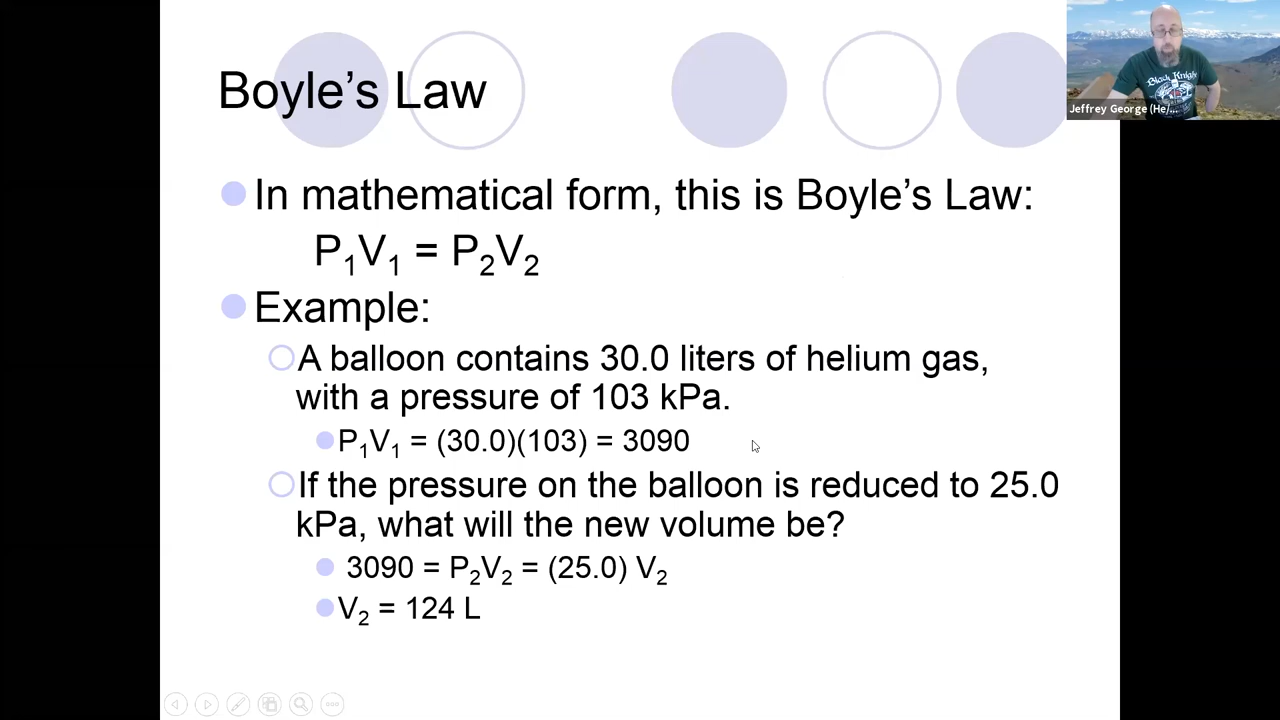 Boyle’s Law
In mathematical form, this is Boyle’s Law:
P₁V₁ = P₂V₂
Example:
A balloon contains 30.0 liters of helium gas,
with a pressure of 103 kPa.
P₁V₁ = (30.0)(103) = 3090
If the pressure on the balloon is reduced to 25.0
kPa, what will the new volume be?
3090 = P₂V₂ = (25.0) V₂
V₂ = 124 L
Black Knight
Jeffrey George (He/...